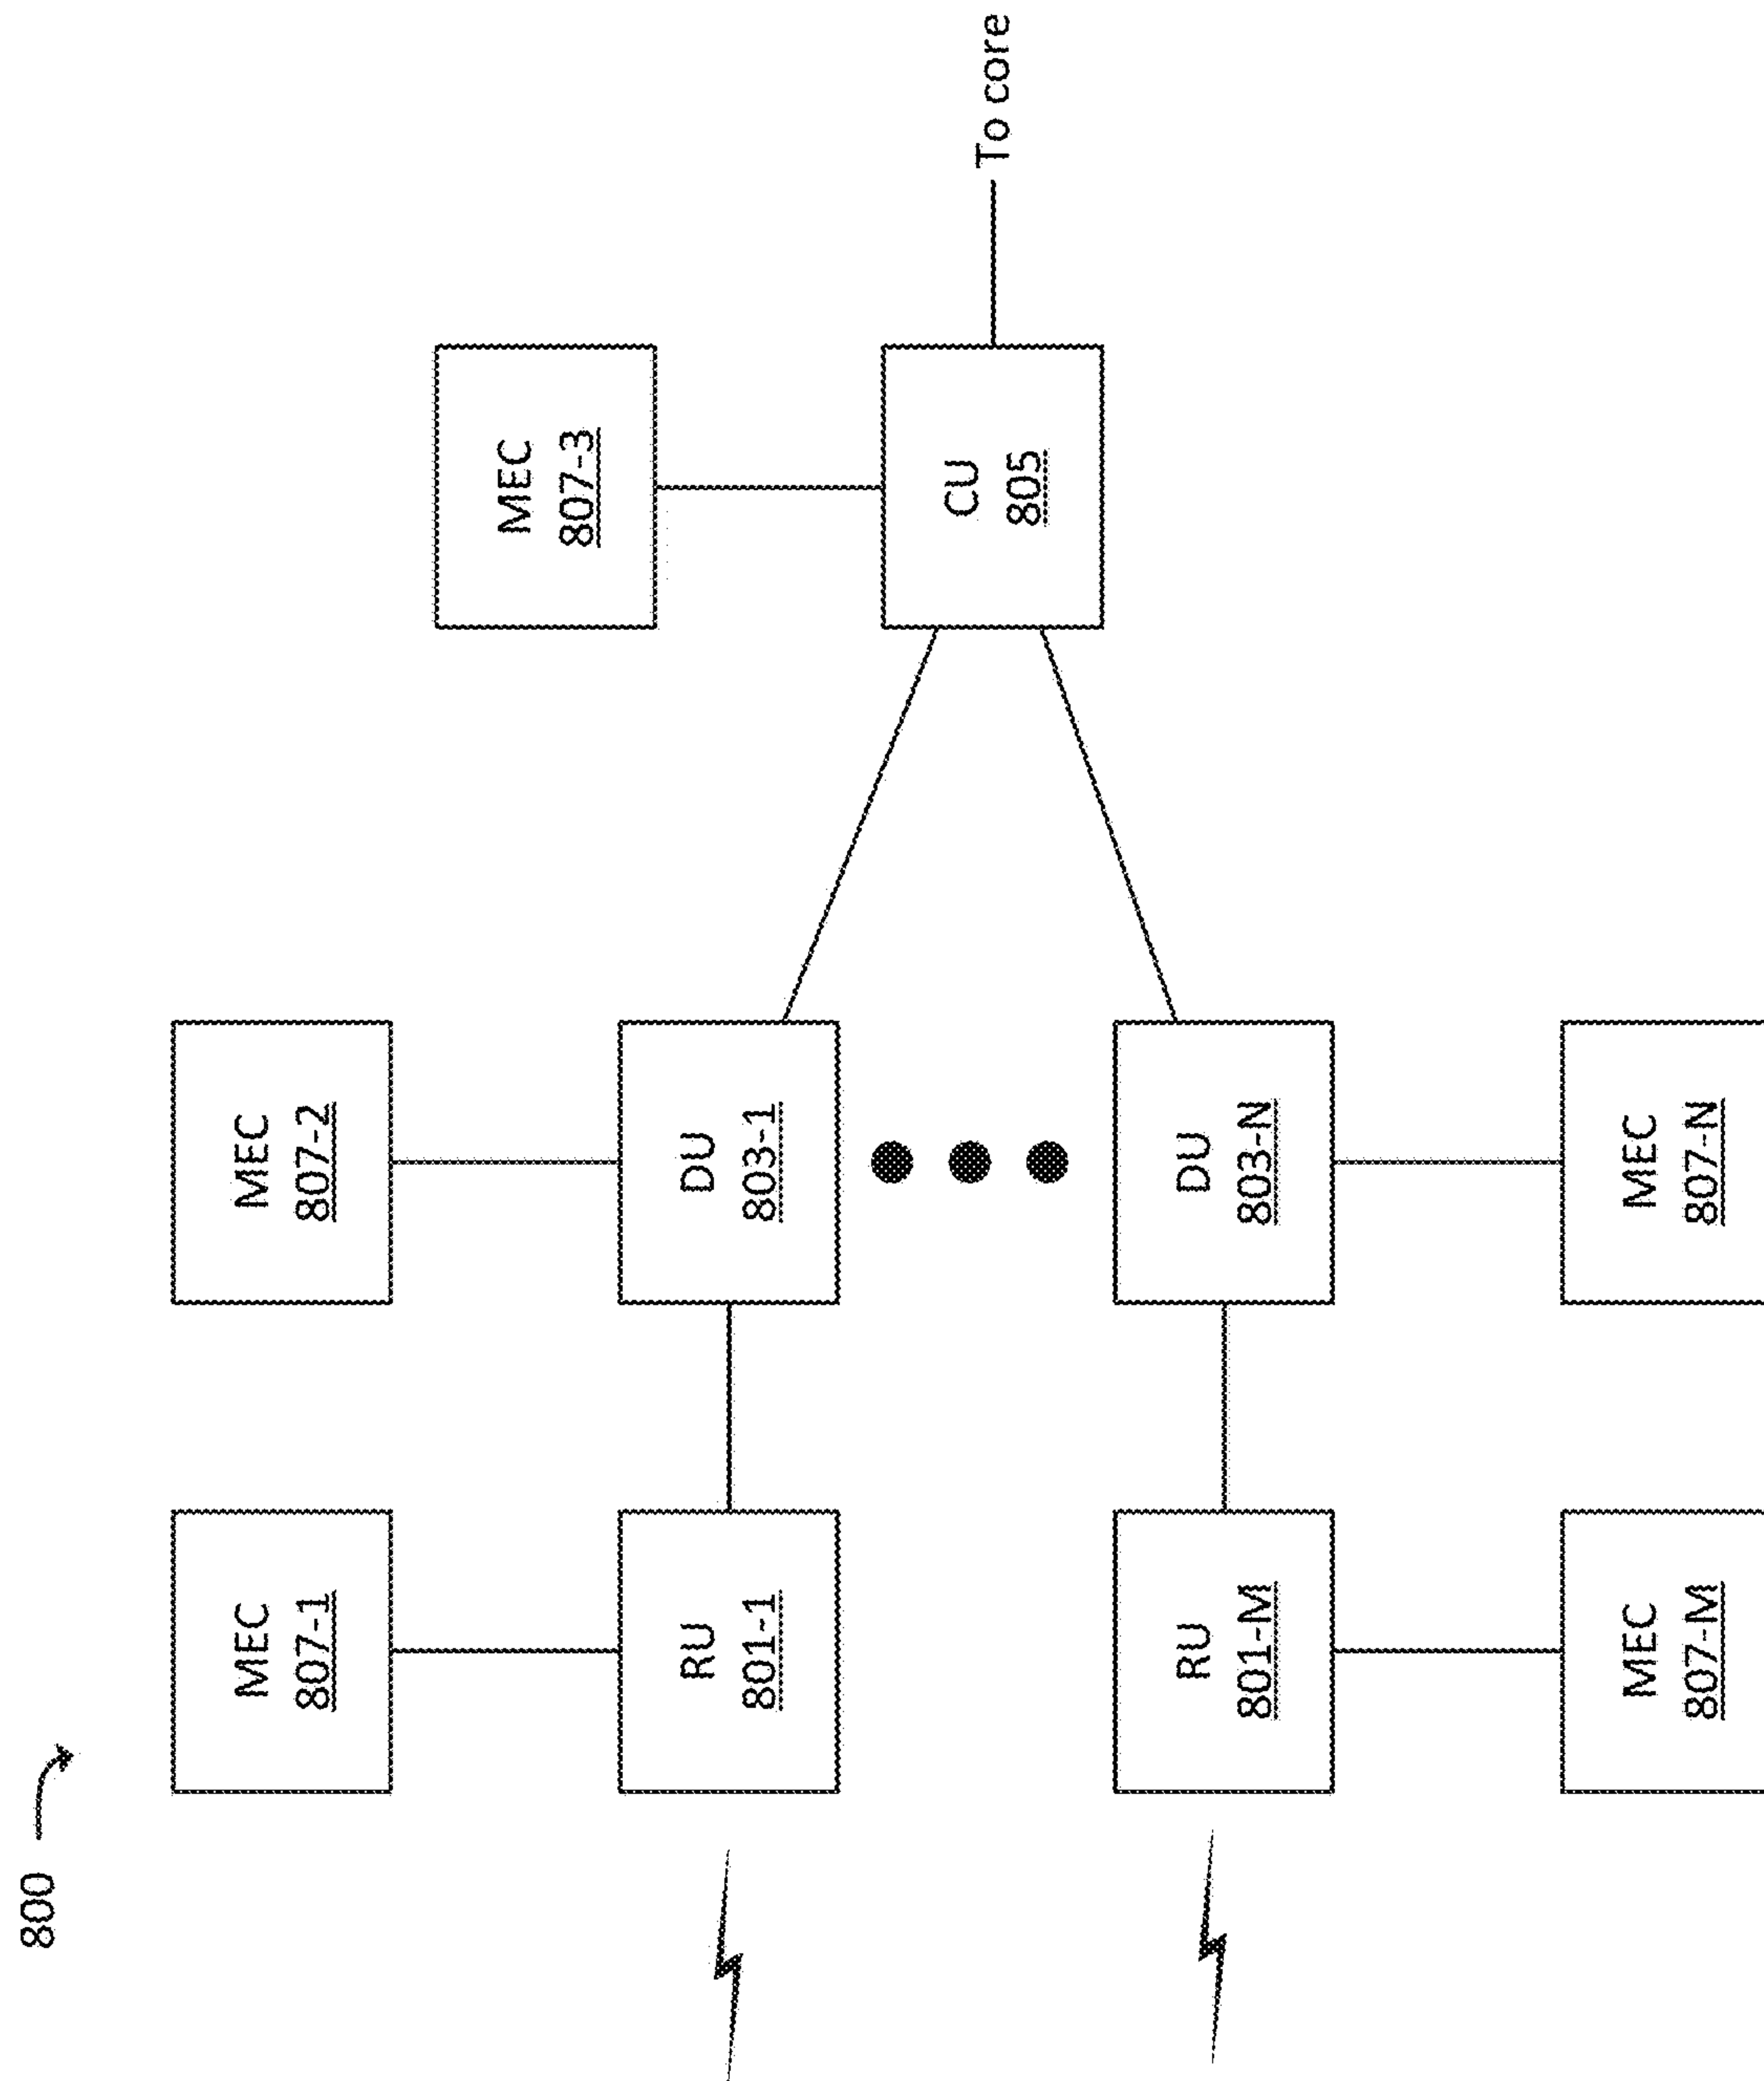 800
MEC
807-1
MEC
807-2
MEC
807-3
RU
801-1
DU
803-1
CU
805
To core
RU
801-M
DU
803-N
MEC
807-M
MEC
807-N